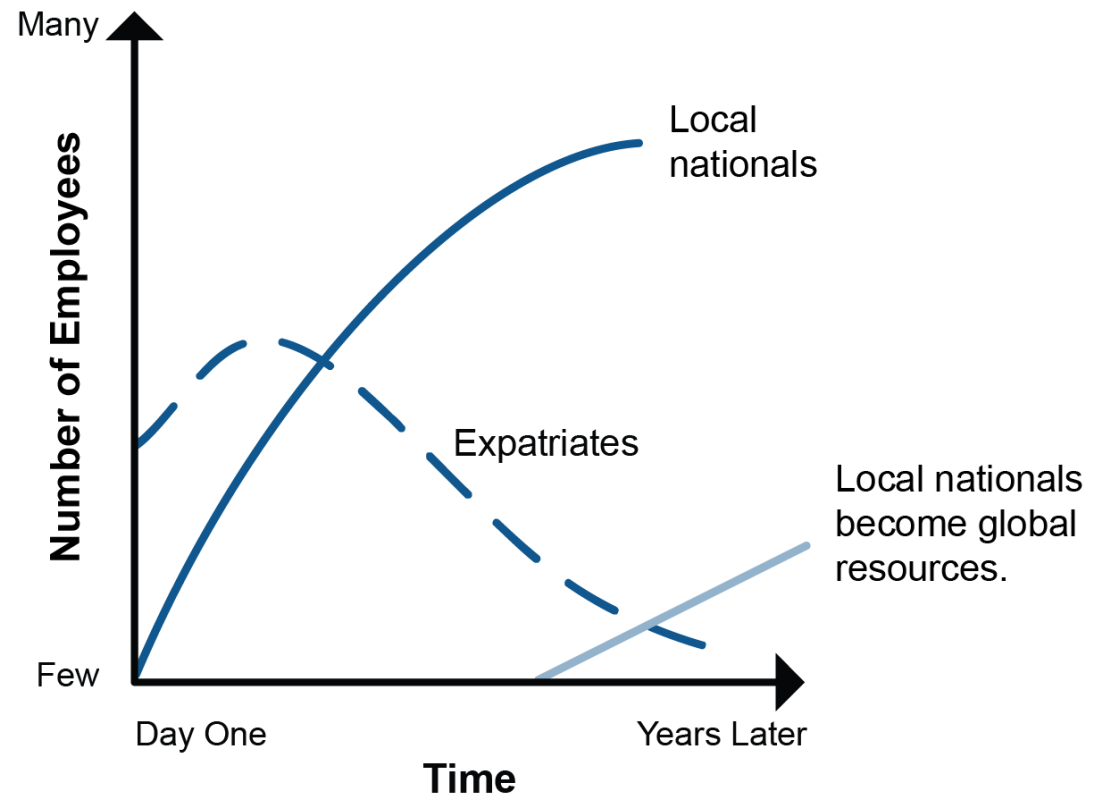 Many
Local
nationals
Number of Employees
Expatriates
Local nationals
become global
resources.
Few
Day One
Years Later
Time